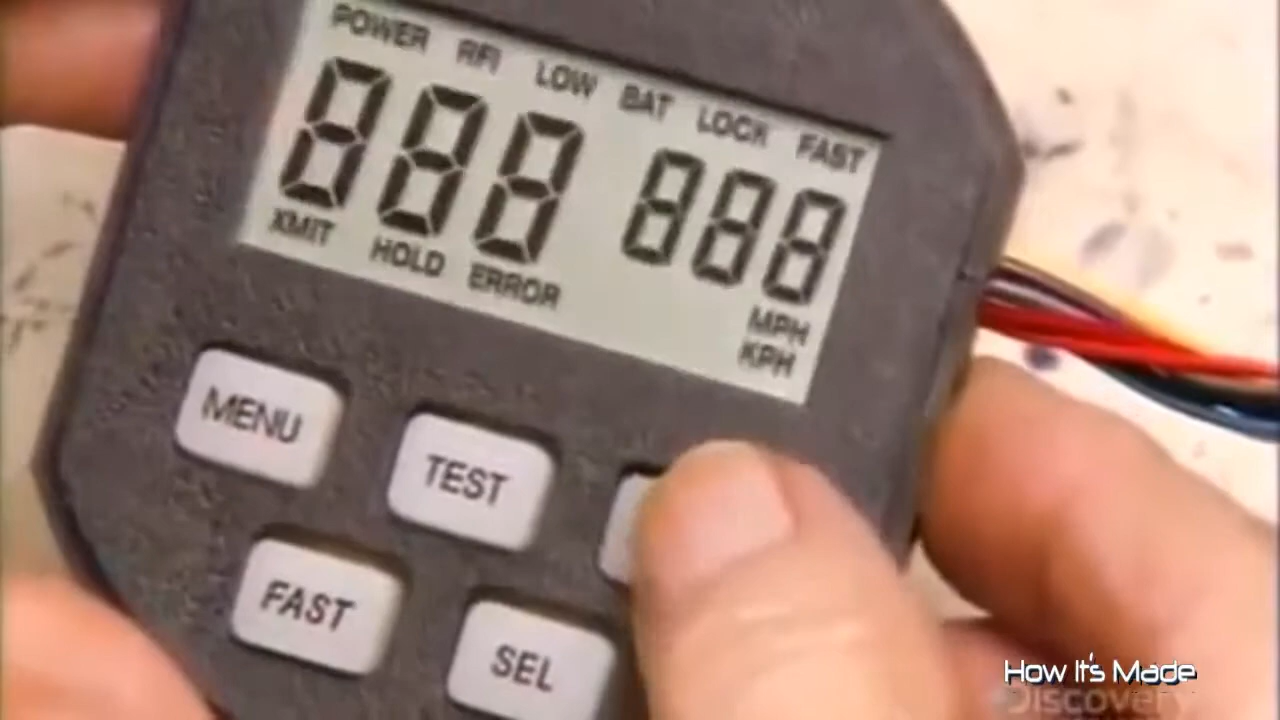 POWER RFI LOW BAT LOCK FAST
888 888
XMIT HOLD ERROR
MPH
KPH
MENU
TEST
FAST
SEL
How It's Made
Discovery